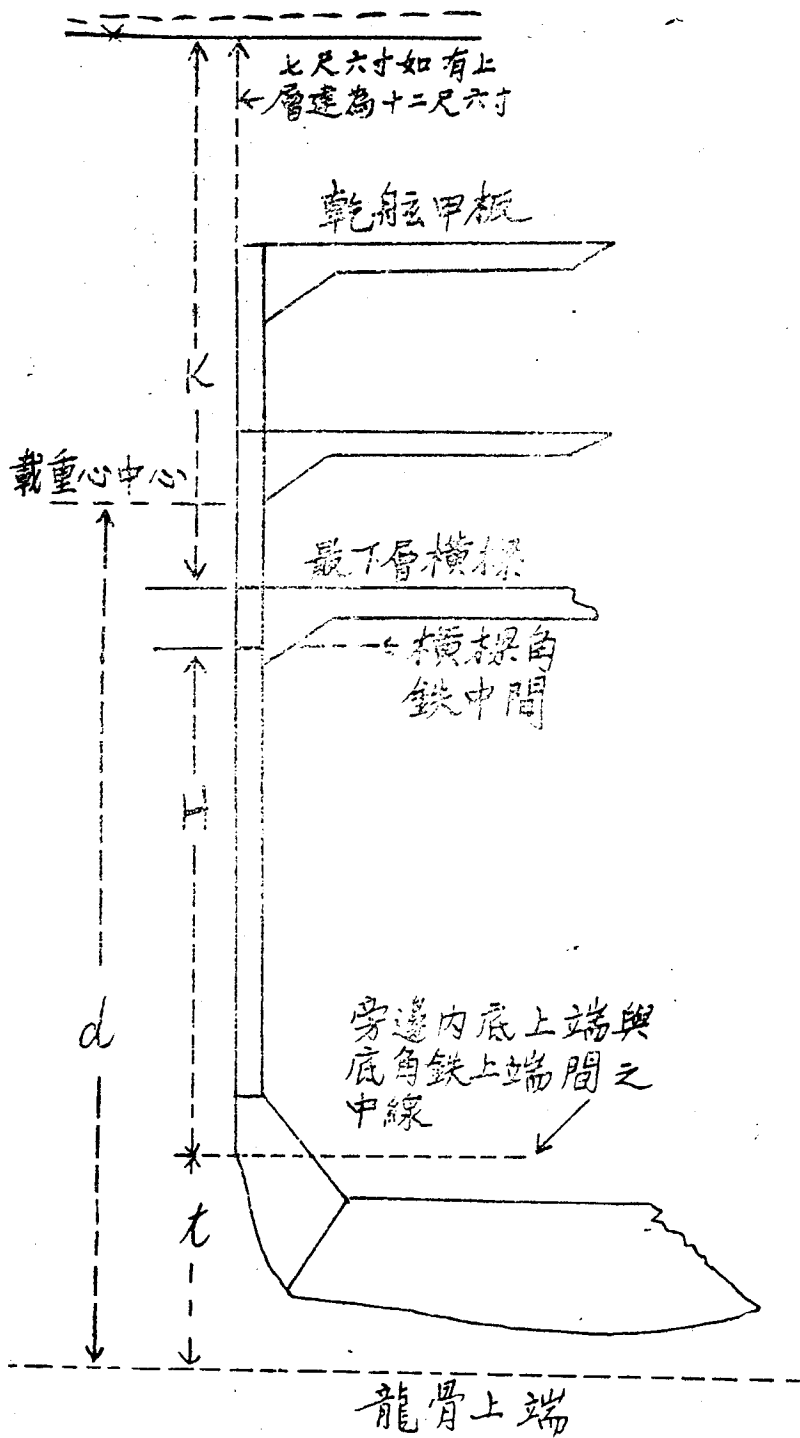 七尺六寸如有上
層建為十二尺六寸
乾舷甲板
K
載重心中心
最下層橫樑
橫樑角
鉄中間
H
d
旁邊内底上端與
底角鉄上端間之
中線
t
龍骨上端